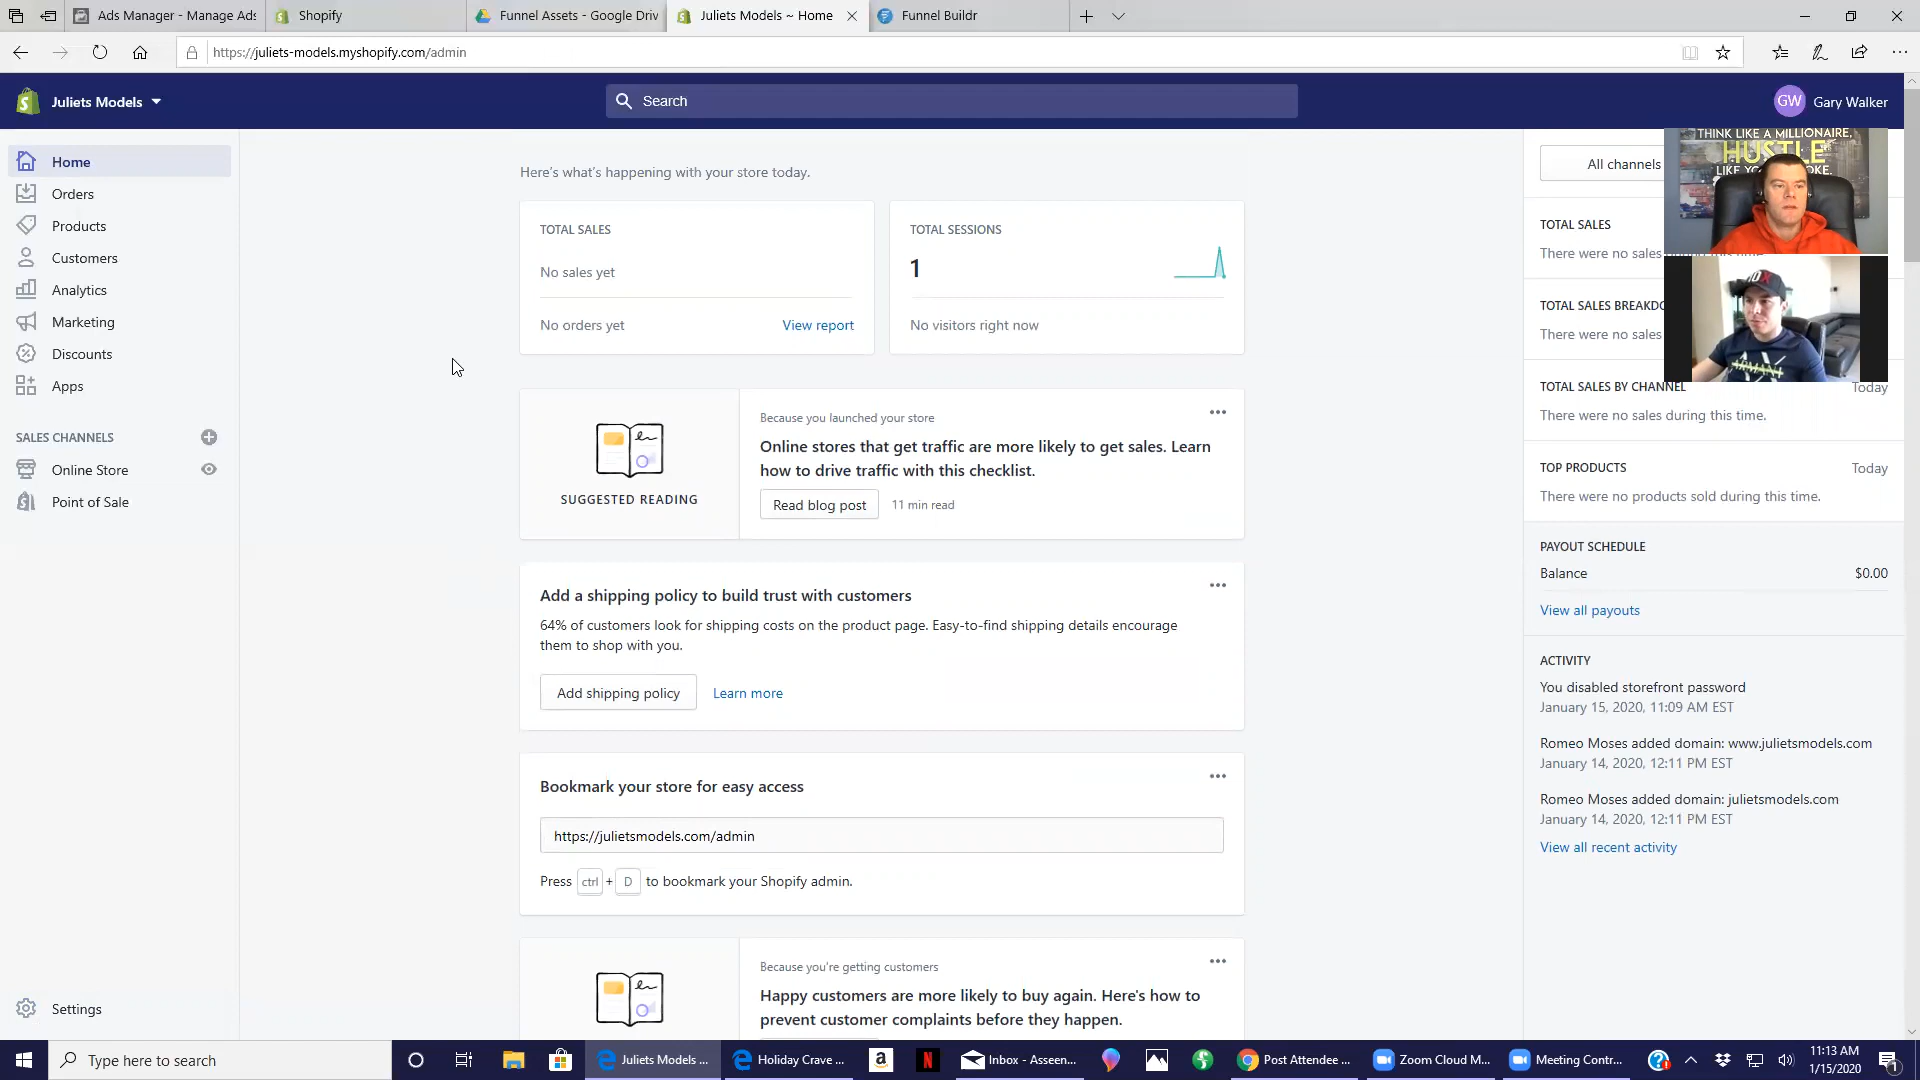 Ads Manager - Manage Ads
Shopify
Funnel Assets - Google Driv
Juliets Models ~ Home
Funnel Buildr
https://juliets-models.myshopify.com/admin
Juliets Models
Search
GW
Gary Walker
Home
Orders
Products
Customers
Analytics
Marketing
Discounts
Apps
SALES CHANNELS
Online Store
Point of Sale
Settings
Here's what's happening with your store today.
TOTAL SALES
No sales yet
No orders yet
View report
TOTAL SESSIONS
1
No visitors right now
SUGGESTED READING
Because you launched your store
Online stores that get traffic are more likely to get sales. Learn
how to drive traffic with this checklist.
Read blog post
11 min read
Add a shipping policy to build trust with customers
64% of customers look for shipping costs on the product page. Easy-to-find shipping details encourage
them to shop with you.
Add shipping policy
Learn more
Bookmark your store for easy access
https://julietsmodels.com/admin
Press ctrl + D to bookmark your Shopify admin.
Because you're getting customers
Happy customers are more likely to buy again. Here's how to
prevent customer complaints before they happen.
All channels
THINK LIKE A MILLIONAIRE,
HUSTLE
TOTAL SALES
There were no sales
TOTAL SALES BREAKDO
There were no sales
TOTAL SALES BY CHANNEL
Today
There were no sales during this time.
TOP PRODUCTS
Today
There were no products sold during this time.
PAYOUT SCHEDULE
Balance
$0.00
View all payouts
ACTIVITY
You disabled storefront password
January 15, 2020, 11:09 AM EST
Romeo Moses added domain: www.julietsmodels.com
January 14, 2020, 12:11 PM EST
Romeo Moses added domain: julietsmodels.com
January 14, 2020, 12:11 PM EST
View all recent activity
Type here to search
Juliets Models ...
Holiday Crave ...
Inbox - Asseen...
Post Attendee ...
Zoom Cloud M...
Meeting Contr...
11:13 AM
1/15/2020
1